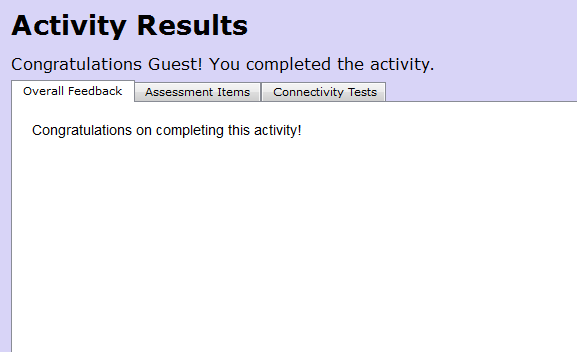 Activity Results
Congratulations Guest! You completed the activity.
Overall Feedback
Assessment Items
Connectivity Tests
Congratulations on completing this activity!